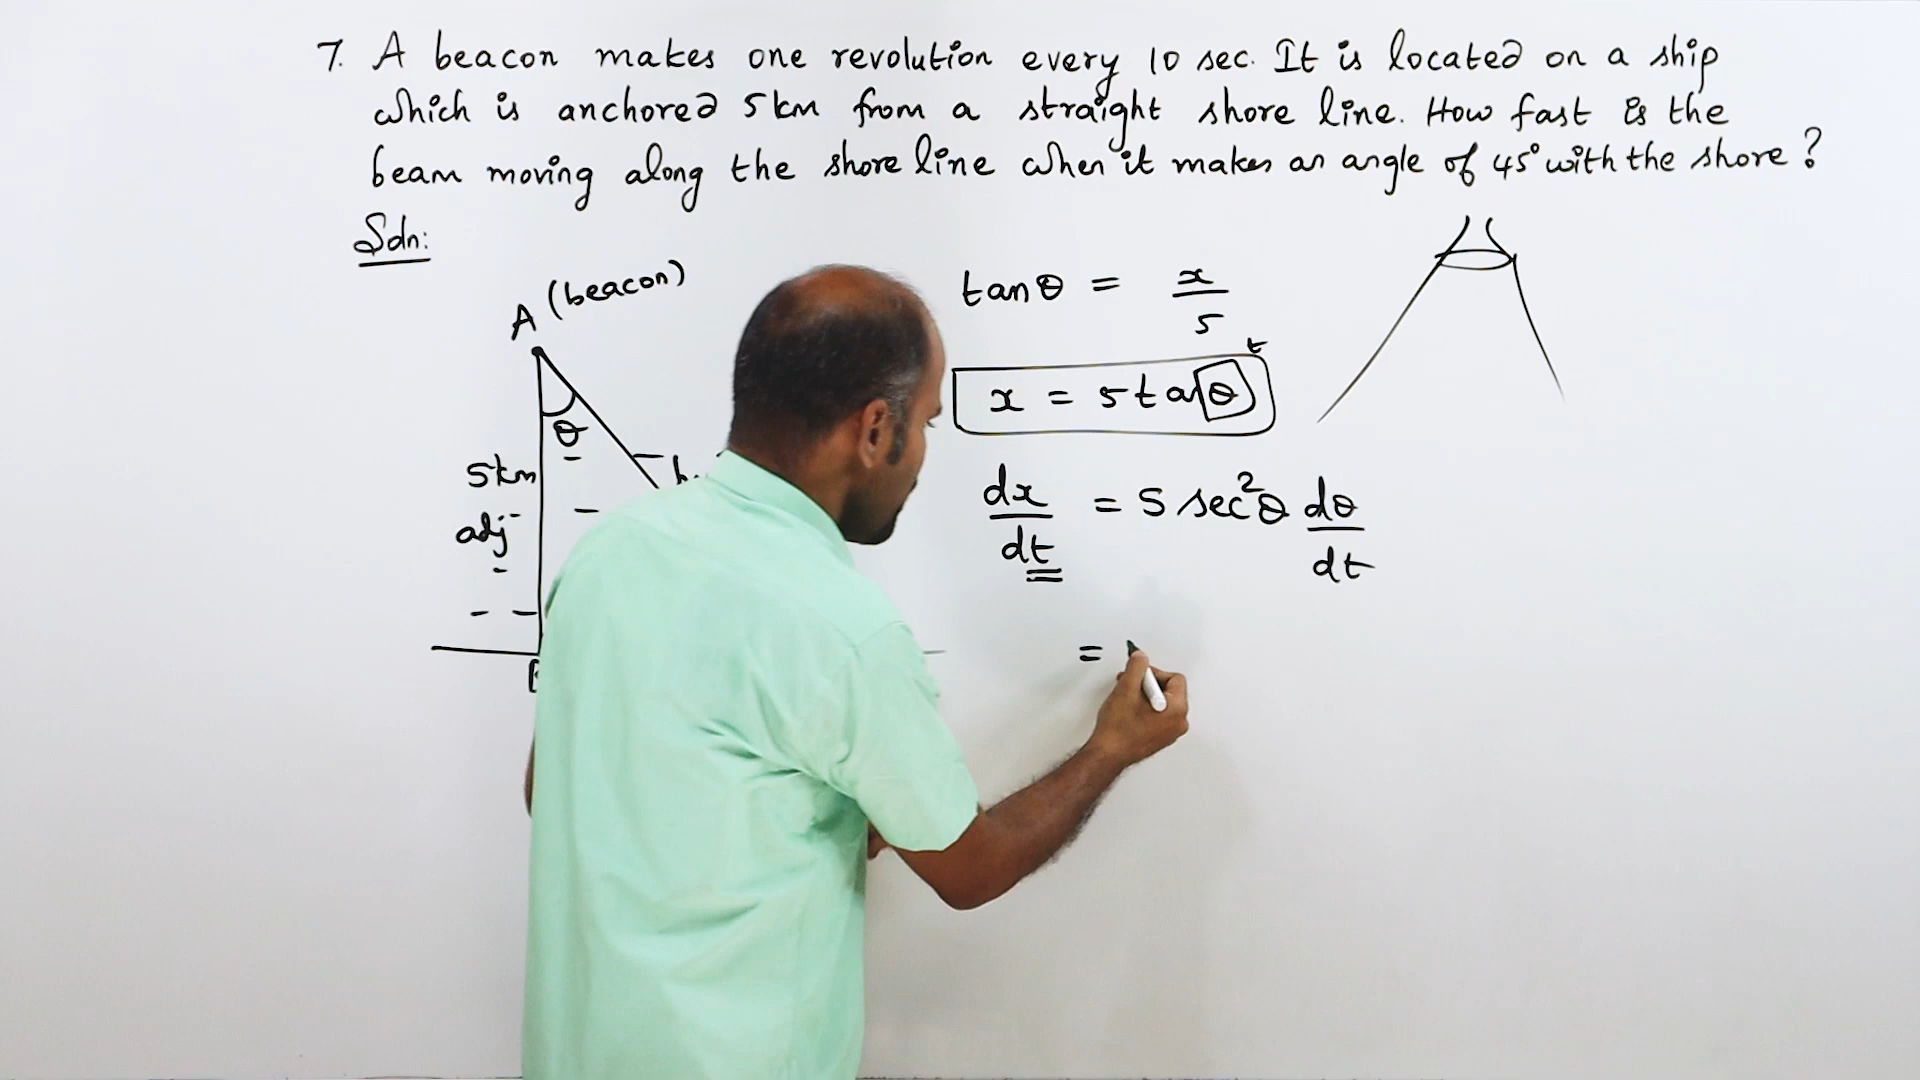 7. A beacon makes one revolution every 10 sec. It is located on a ship
which is anchored 5km from a straight shore line. How fast is the
beam moving along the shore line when it makes an angle of 45° with the shore?
Soln:
A (beacon)
θ
5km
adj
tanθ = x/5
t
x = 5tanθ
dx/dt = 5 sec²θ dθ/dt
=